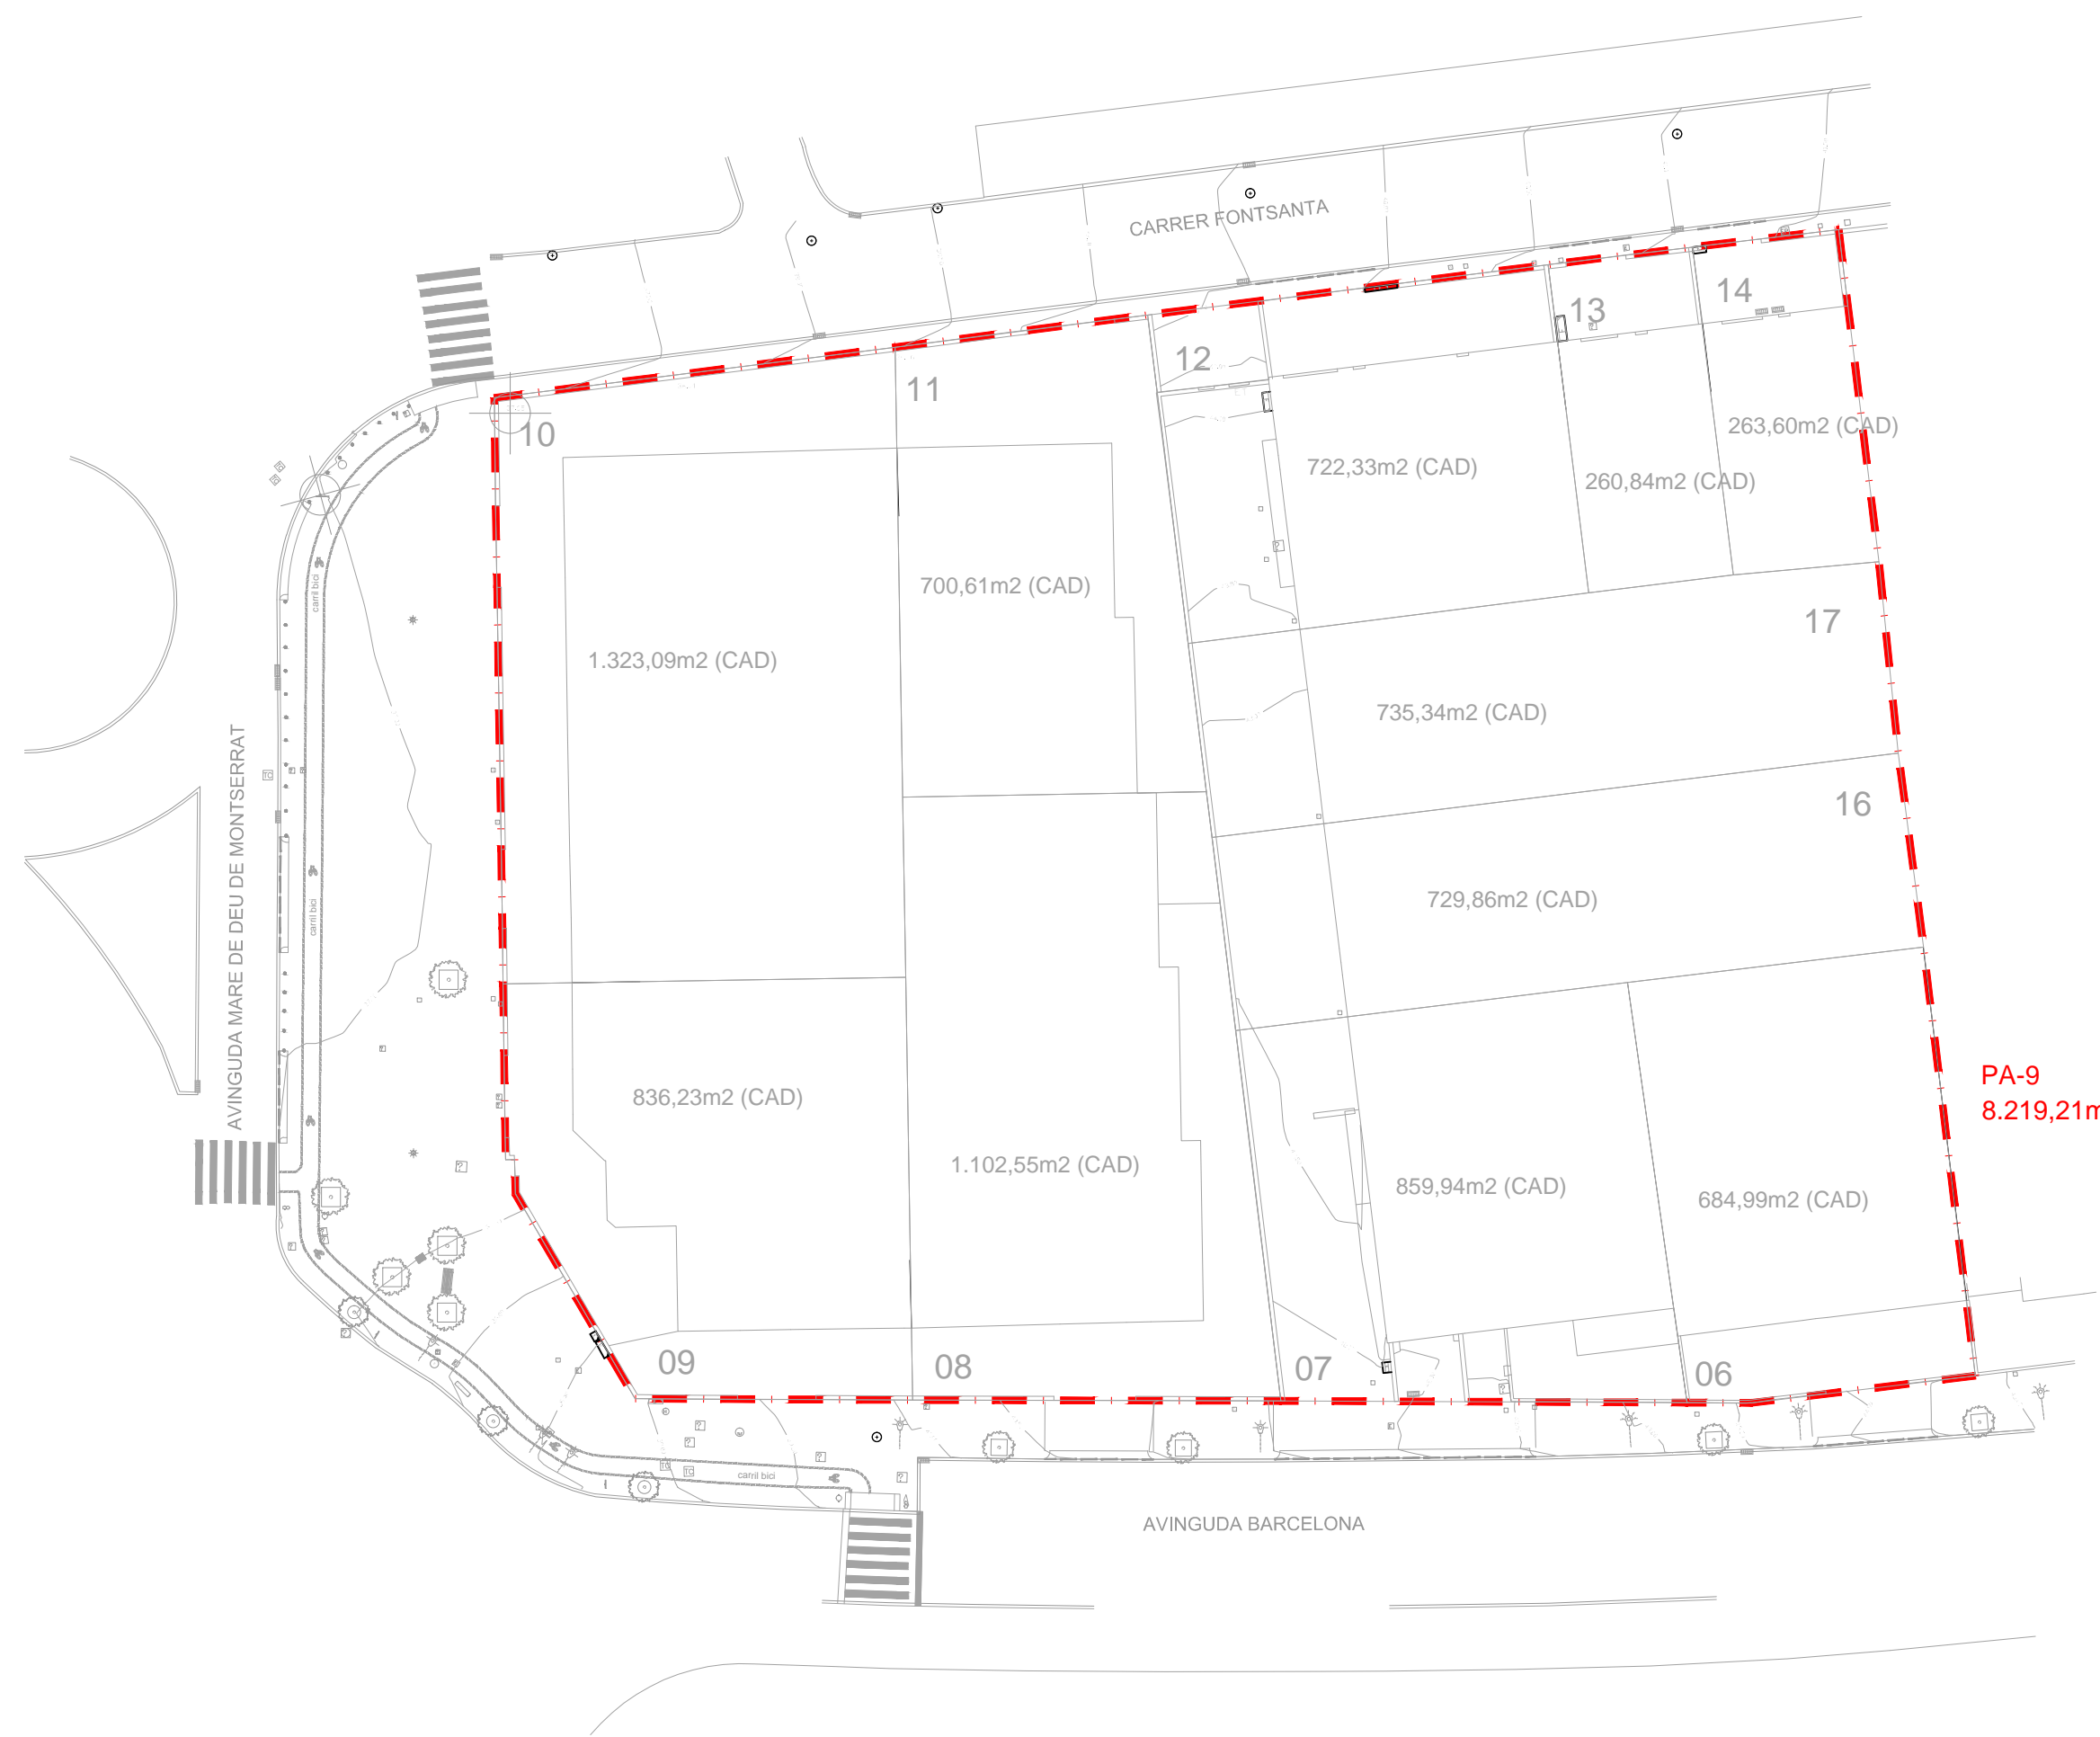 CARRER FONTSANTA
14
13
12
11
10
263,60m2 (CAD)
722,33m2 (CAD)
260,84m2 (CAD)
700,61m2 (CAD)
carril bici
17
1.323,09m2 (CAD)
735,34m2 (CAD)
AVINGUDA MARE DE DEU DE MONTSERRAT
TC
16
729,86m2 (CAD)
carril bici
PA-9
8.219,21m
836,23m2 (CAD)
1.102,55m2 (CAD)
859,94m2 (CAD)
684,99m2 (CAD)
09
08
07
06
TC
TC
carril bici
AVINGUDA BARCELONA